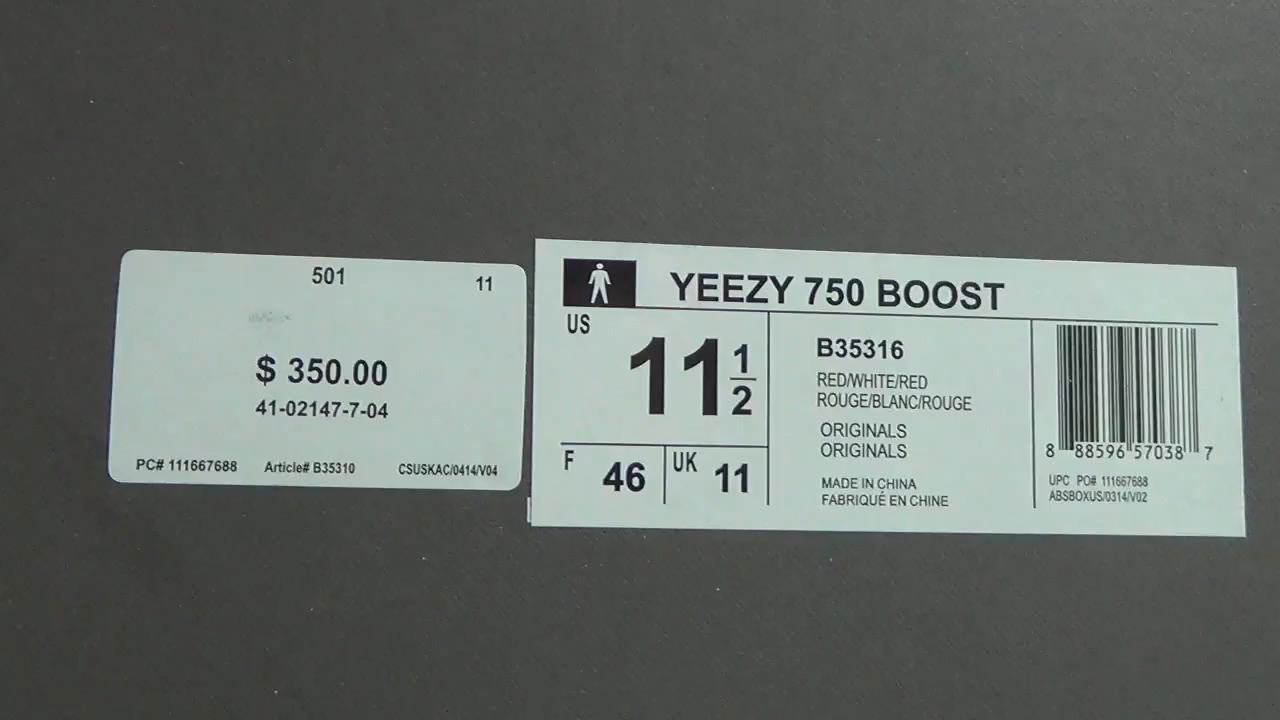 501 11
$ 350.00
41-02147-7-04
PC# 111667688 Article# B35310 CSUSKAC/0414/V04
YEEZY 750 BOOST
US
11 1/2
F 46 UK 11
B35316
RED/WHITE/RED
ROUGE/BLANC/ROUGE
ORIGINALS
ORIGINALS
MADE IN CHINA
FABRIQUÉ EN CHINE
8 88596 57038 7
UPC PO# 111667688
ABSBOXUS/0314/V02